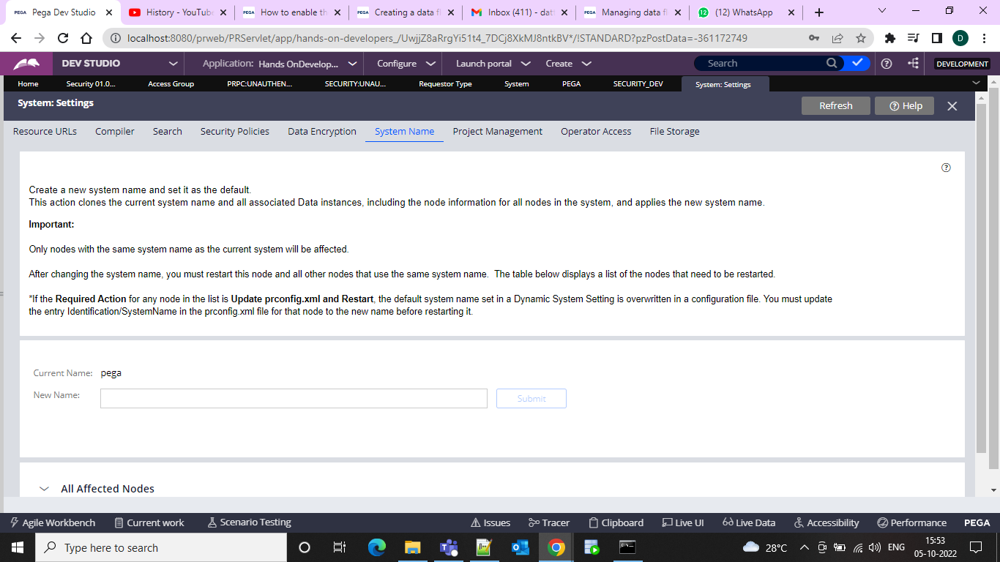 Pega Dev Studio
History - YouTube
How to enable th
Creating a data fl
Inbox (411) - dat
Managing data fl
(12) WhatsApp
localhost:8080/prweb/PRServlet/app/hands-on-developers_/UwjjZ8aRrgYi51t4_7DCj8XkMJ8ntkBV*/!STANDARD?pzPostData=-361172749
D
DEV STUDIO
Application: Hands OnDevelop...
Configure
Launch portal
Create
Search
DEVELOPMENT
Home
Security 01.0...
Access Group
PRPC:UNAUTHEN...
SECURITY:UNAU...
Requestor Type
System
PEGA
SECURITY_DEV
System: Settings
System: Settings
Refresh
Help
Resource URLs
Compiler
Search
Security Policies
Data Encryption
System Name
Project Management
Operator Access
File Storage
Create a new system name and set it as the default.
This action clones the current system name and all associated Data instances, including the node information for all nodes in the system, and applies the new system name.
Important:
Only nodes with the same system name as the current system will be affected.
After changing the system name, you must restart this node and all other nodes that use the same system name. The table below displays a list of the nodes that need to be restarted.
*If the Required Action for any node in the list is Update prconfig.xml and Restart, the default system name set in a Dynamic System Setting is overwritten in a configuration file. You must update
the entry Identification/SystemName in the prconfig.xml file for that node to the new name before restarting it.
Current Name: pega
New Name:
Submit
All Affected Nodes
Agile Workbench
Current work
Scenario Testing
Issues
Tracer
Clipboard
Live UI
Live Data
Accessibility
Performance
PEGA
Type here to search
28°C
ENG
15:53
05-10-2022